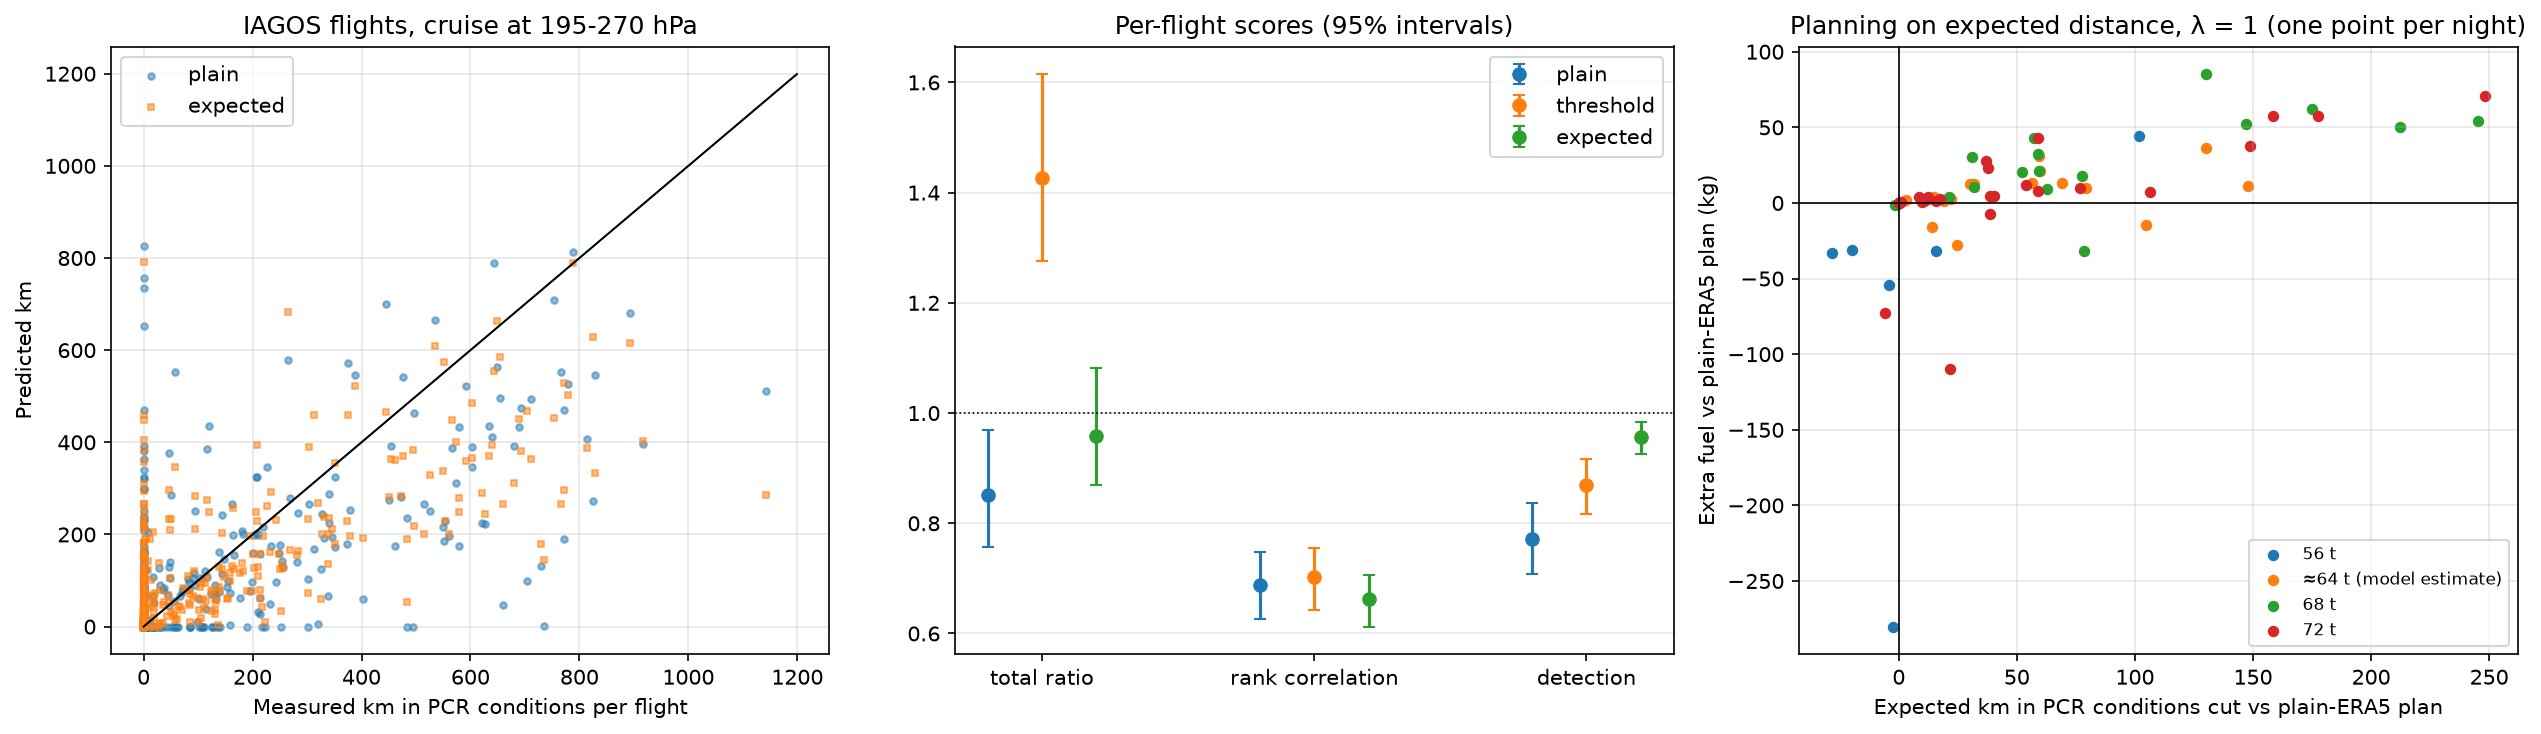 IAGOS flights, cruise at 195-270 hPa
plain
expected
1200
1000
800
600
400
200
0
Predicted km
0 200 400 600 800 1000 1200
Measured km in PCR conditions per flight
Per-flight scores (95% intervals)
plain
threshold
expected
1.6
1.4
1.2
1.0
0.8
0.6
total ratio rank correlation detection
Planning on expected distance, λ = 1 (one point per night)
100
50
0
−50
−100
−150
−200
−250
Extra fuel vs plain-ERA5 plan (kg)
56 t
≈64 t (model estimate)
68 t
72 t
0 50 100 150 200 250
Expected km in PCR conditions cut vs plain-ERA5 plan